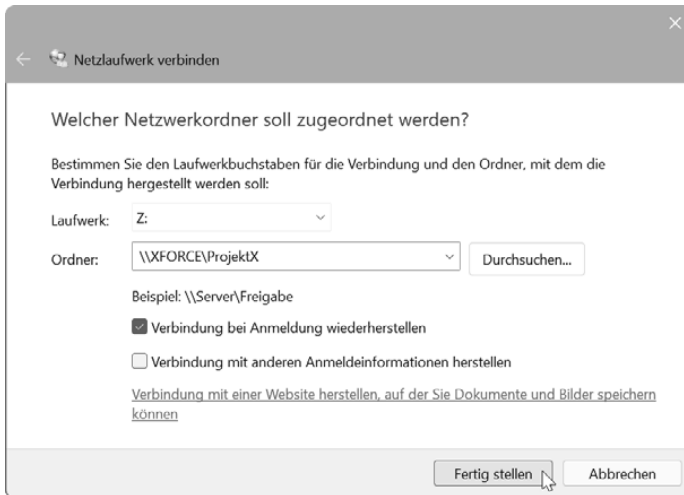 Netzlaufwerk verbinden
Welcher Netzwerkordner soll zugeordnet werden?
Bestimmen Sie den Laufwerkbuchstaben für die Verbindung und den Ordner, mit dem die
Verbindung hergestellt werden soll:
Laufwerk: Z:
Ordner: \\XFORCE\ProjektX Durchsuchen...
Beispiel: \\Server\Freigabe
Verbindung bei Anmeldung wiederherstellen
Verbindung mit anderen Anmeldeinformationen herstellen
Verbindung mit einer Website herstellen, auf der Sie Dokumente und Bilder speichern
können
Fertig stellen Abbrechen